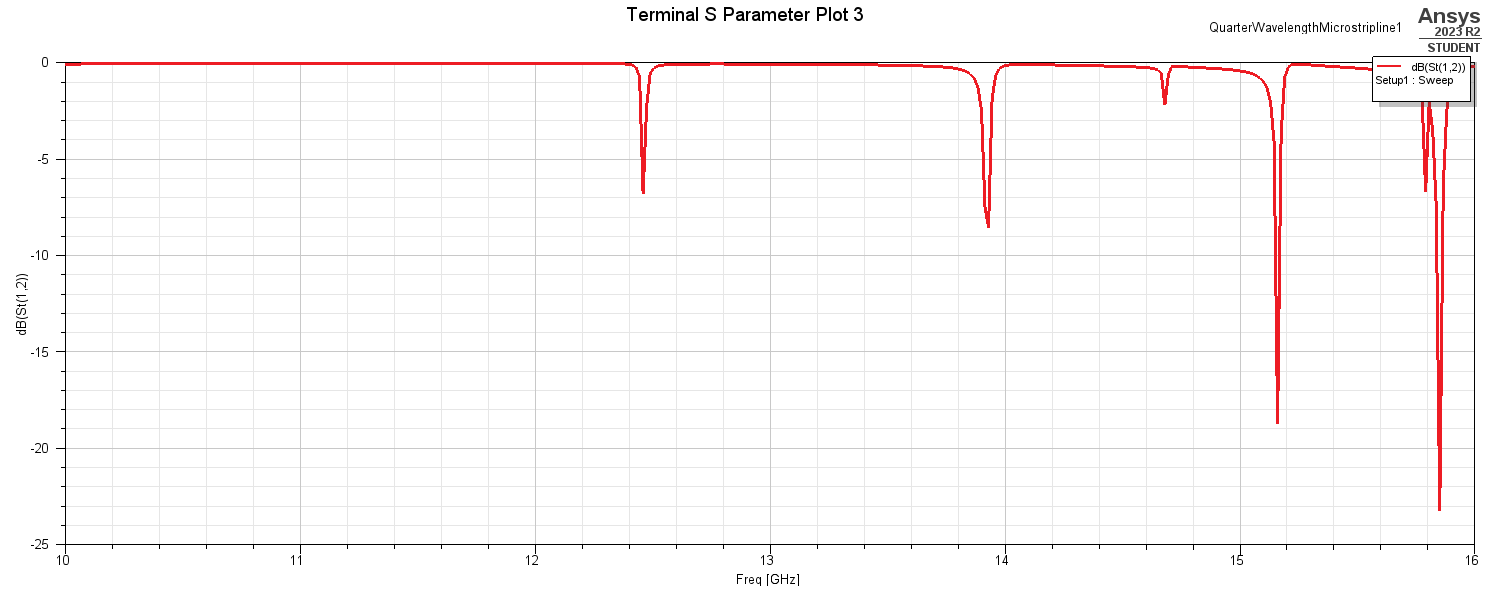 Terminal S Parameter Plot 3
QuarterWavelengthMicrostripline1
Ansys
2023 R2
STUDENT
dB(St(1,2))
Setup1 : Sweep
0
-5
-10
-15
-20
-25
dB(St(1,2))
10
11
12
13
14
15
16
Freq [GHz]